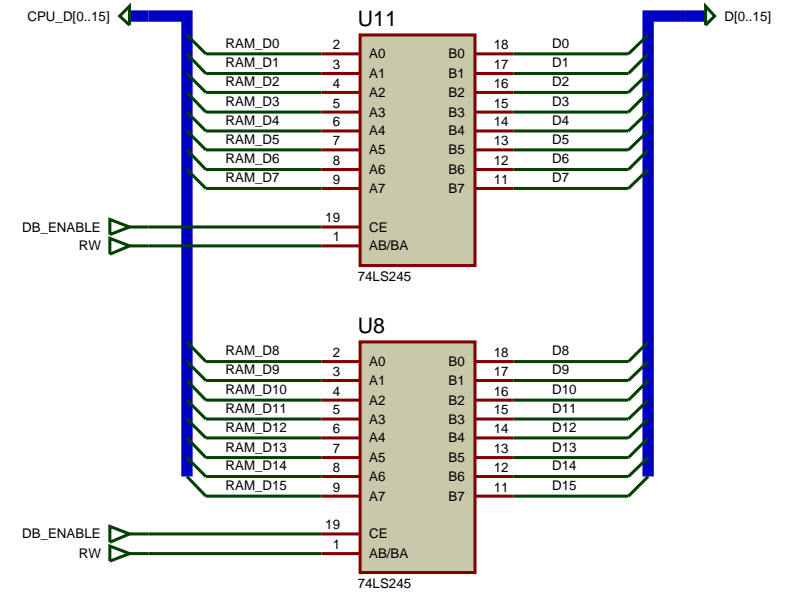 CPU_D[0..15] U11 D[0..15]
RAM_D0 2 A0 B0 18 D0
RAM_D1 3 A1 B1 17 D1
RAM_D2 4 A2 B2 16 D2
RAM_D3 5 A3 B3 15 D3
RAM_D4 6 A4 B4 14 D4
RAM_D5 7 A5 B5 13 D5
RAM_D6 8 A6 B6 12 D6
RAM_D7 9 A7 B7 11 D7
DB_ENABLE 19 CE
RW 1 AB/BA
74LS245
U8
RAM_D8 2 A0 B0 18 D8
RAM_D9 3 A1 B1 17 D9
RAM_D10 4 A2 B2 16 D10
RAM_D11 5 A3 B3 15 D11
RAM_D12 6 A4 B4 14 D12
RAM_D13 7 A5 B5 13 D13
RAM_D14 8 A6 B6 12 D14
RAM_D15 9 A7 B7 11 D15
DB_ENABLE 19 CE
RW 1 AB/BA
74LS245